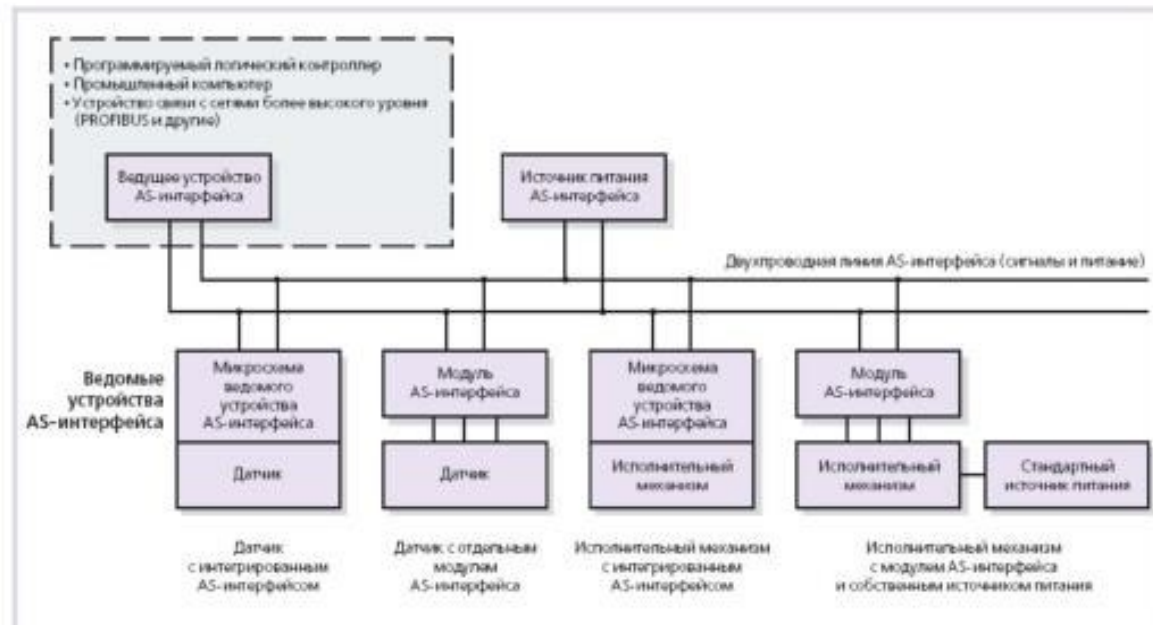 • Программируемый логический контроллер
• Промышленный компьютер
• Устройство связи с сетями более высокого уровня
(PROFIBUS и другие)
Ведущее устройство
AS-интерфейса
Источник питания
AS-интерфейса
Двухпроводная линия AS-интерфейса (сигналы и питание)
Ведомые
устройства
AS-интерфейса
Микросхема
ведомого
устройства
AS-интерфейса
Датчик
Модуль
AS-интерфейса
Датчик
Микросхема
ведомого
устройства
AS-интерфейса
Исполнительный
механизм
Модуль
AS-интерфейса
Исполнительный
механизм
Стандартный
источник питания
Датчик
с интегрированным
AS-интерфейсом
Датчик с отдельным
модулем
AS-интерфейса
Исполнительный механизм
с интегрированным
AS-интерфейсом
Исполнительный механизм
с модулем AS-интерфейса
и собственным источником питания